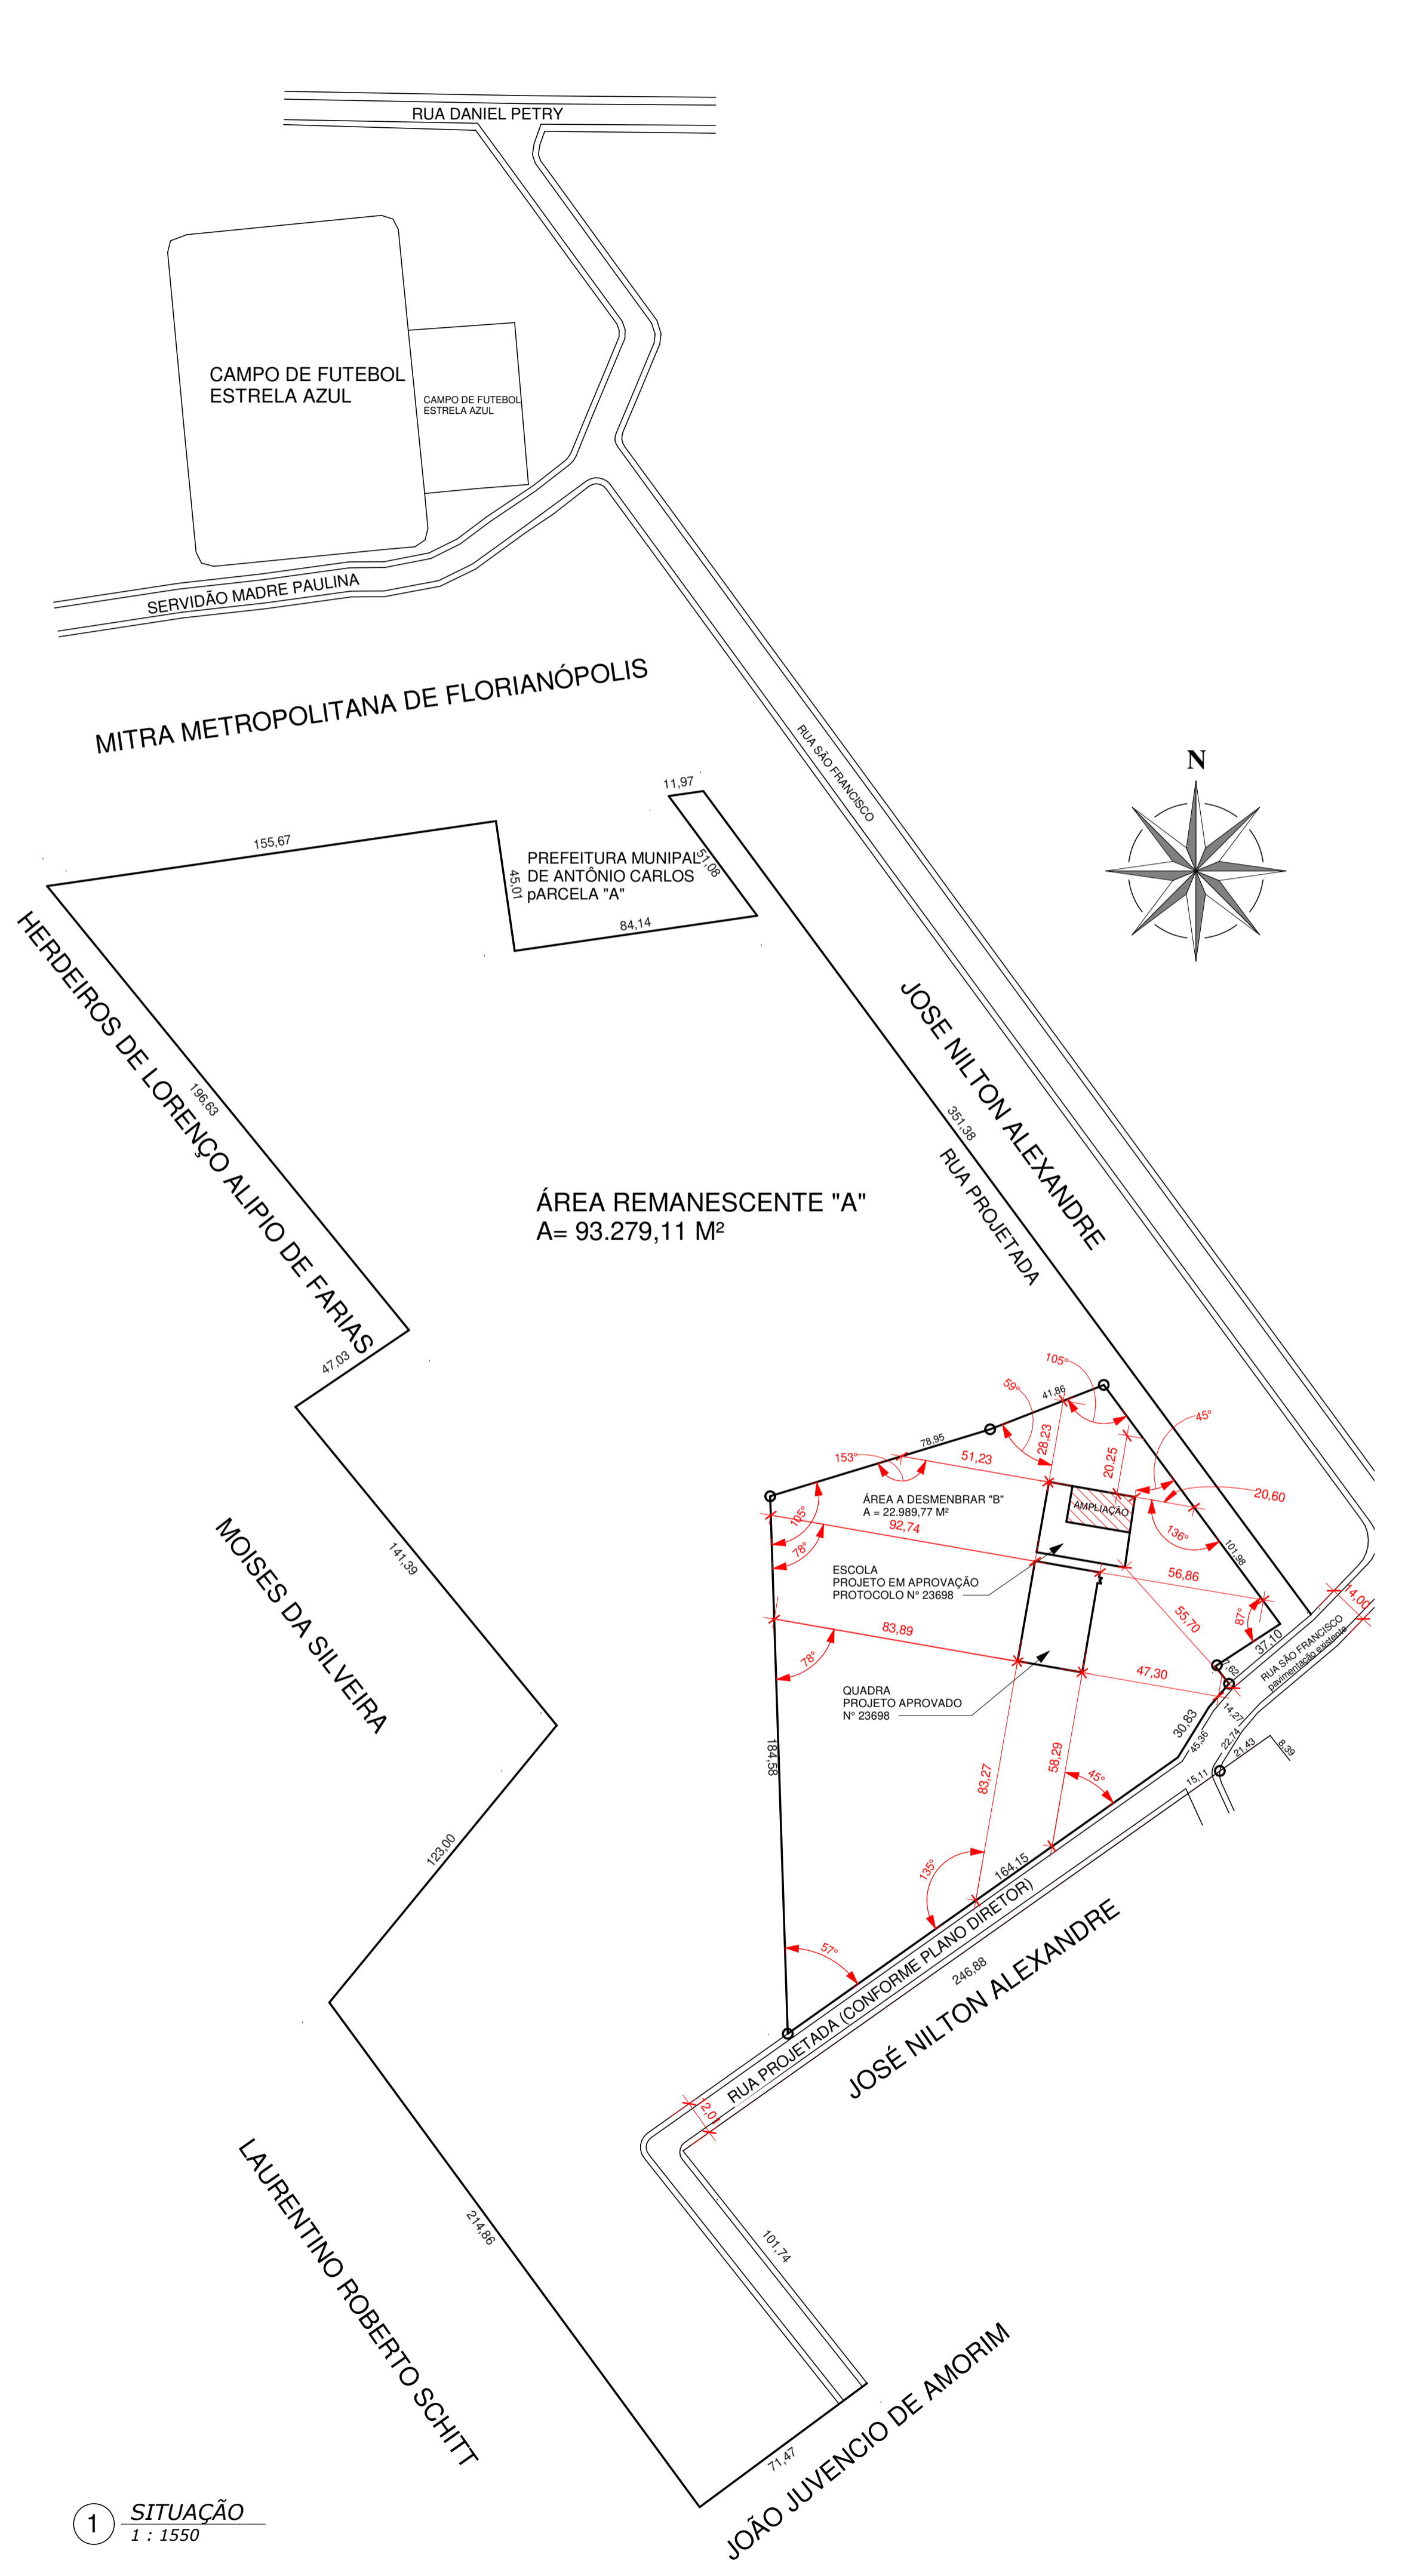 RUA DANIEL PETRY
CAMPO DE FUTEBOL
ESTRELA AZUL
CAMPO DE FUTEBOL
ESTRELA AZUL
SERVIDÃO MADRE PAULINA
MITRA METROPOLITANA DE FLORIANÓPOLIS
RUA SÃO FRANCISCO
N
11,97
155,67
45,01
PREFEITURA MUNIPAL
DE ANTÔNIO CARLOS
pARCELA "A"
51,08
84,14
HERDEIROS DE LORENÇO ALIPIO DE FARIAS
196,63
JOSE NILTON ALEXANDRE
351,38
RUA PROJETADA
ÁREA REMANESCENTE "A"
A= 93.279,11 M²
47,03
105°
59°
41,86
45°
78,95
28,23
153°
51,23
20,25
20,60
ÁREA A DESMENBRAR "B"
A = 22.989,77 M²
AMPLIAÇÃO
105°
92,74
136°
78°
101,98
ESCOLA
PROJETO EM APROVAÇÃO
PROTOCOLO N° 23698
56,86
55,70
87°
14,00
83,89
78°
37,10
RUA SÃO FRANCISCO
pavimentação existente
7,62
47,30
QUADRA
PROJETO APROVADO
N° 23698
14,27
30,83
45,36
22,74
21,43
8,39
15,11
MOISES DA SILVEIRA
141,39
184,58
83,27
58,29
45°
123,00
135°
164,15
57°
RUA PROJETADA (CONFORME PLANO DIRETOR)
246,88
JOSÉ NILTON ALEXANDRE
12,01
LAURENTINO ROBERTO SCHITT
214,86
101,74
71,47
JOÃO JUVENCIO DE AMORIM
1
SITUAÇÃO
1 : 1550